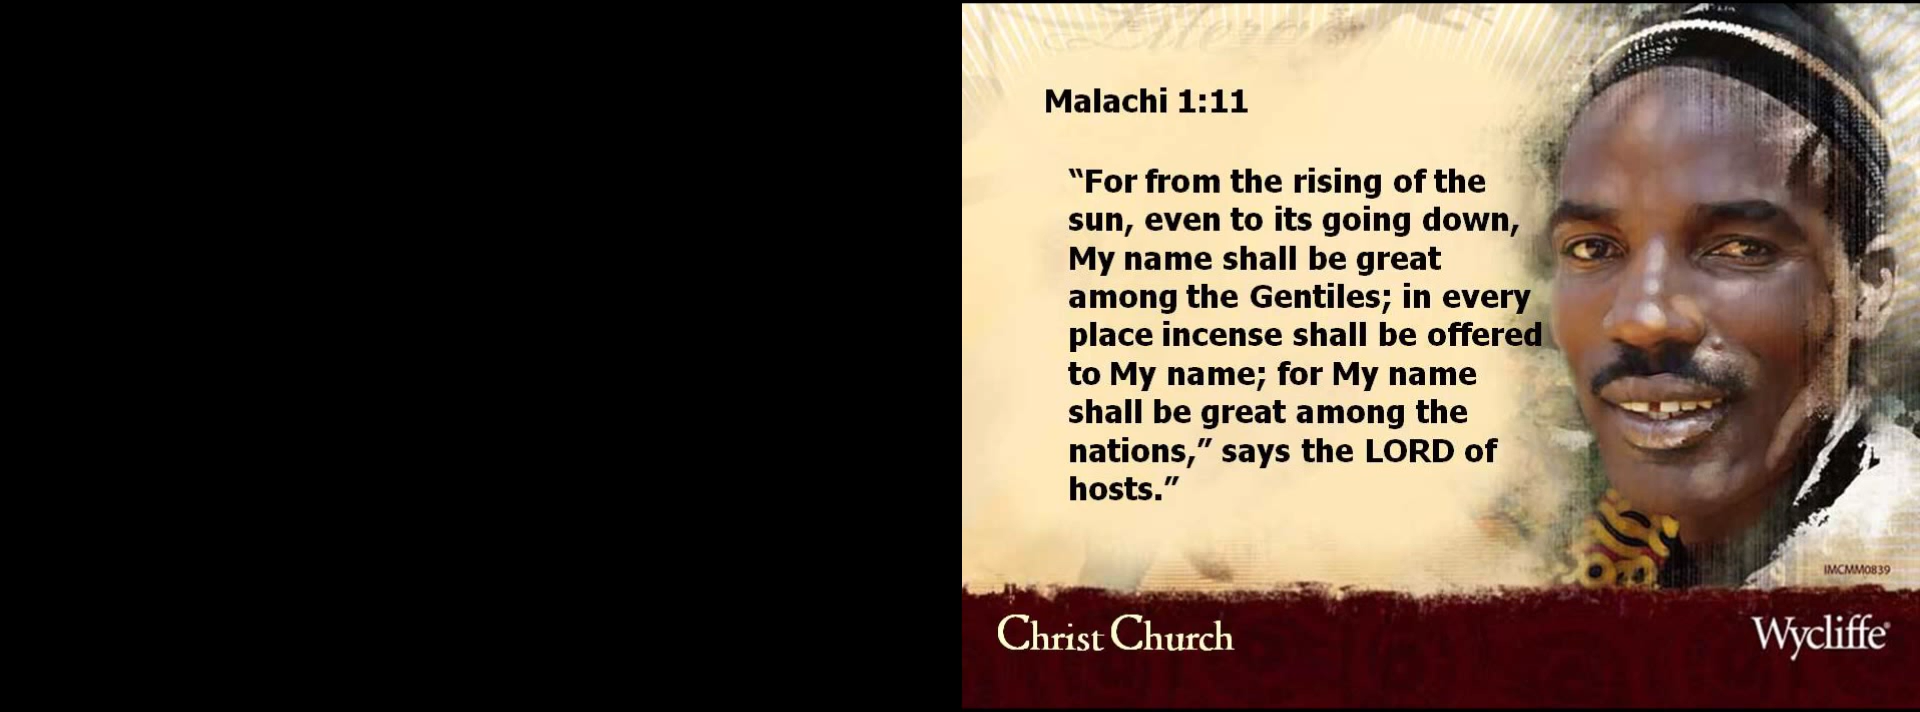 Litera
Malachi 1:11
“For from the rising of the
sun, even to its going down,
My name shall be great
among the Gentiles; in every
place incense shall be offered
to My name; for My name
shall be great among the
nations,” says the LORD of
hosts.”
IMCMM0839
Christ Church
Wycliffe®